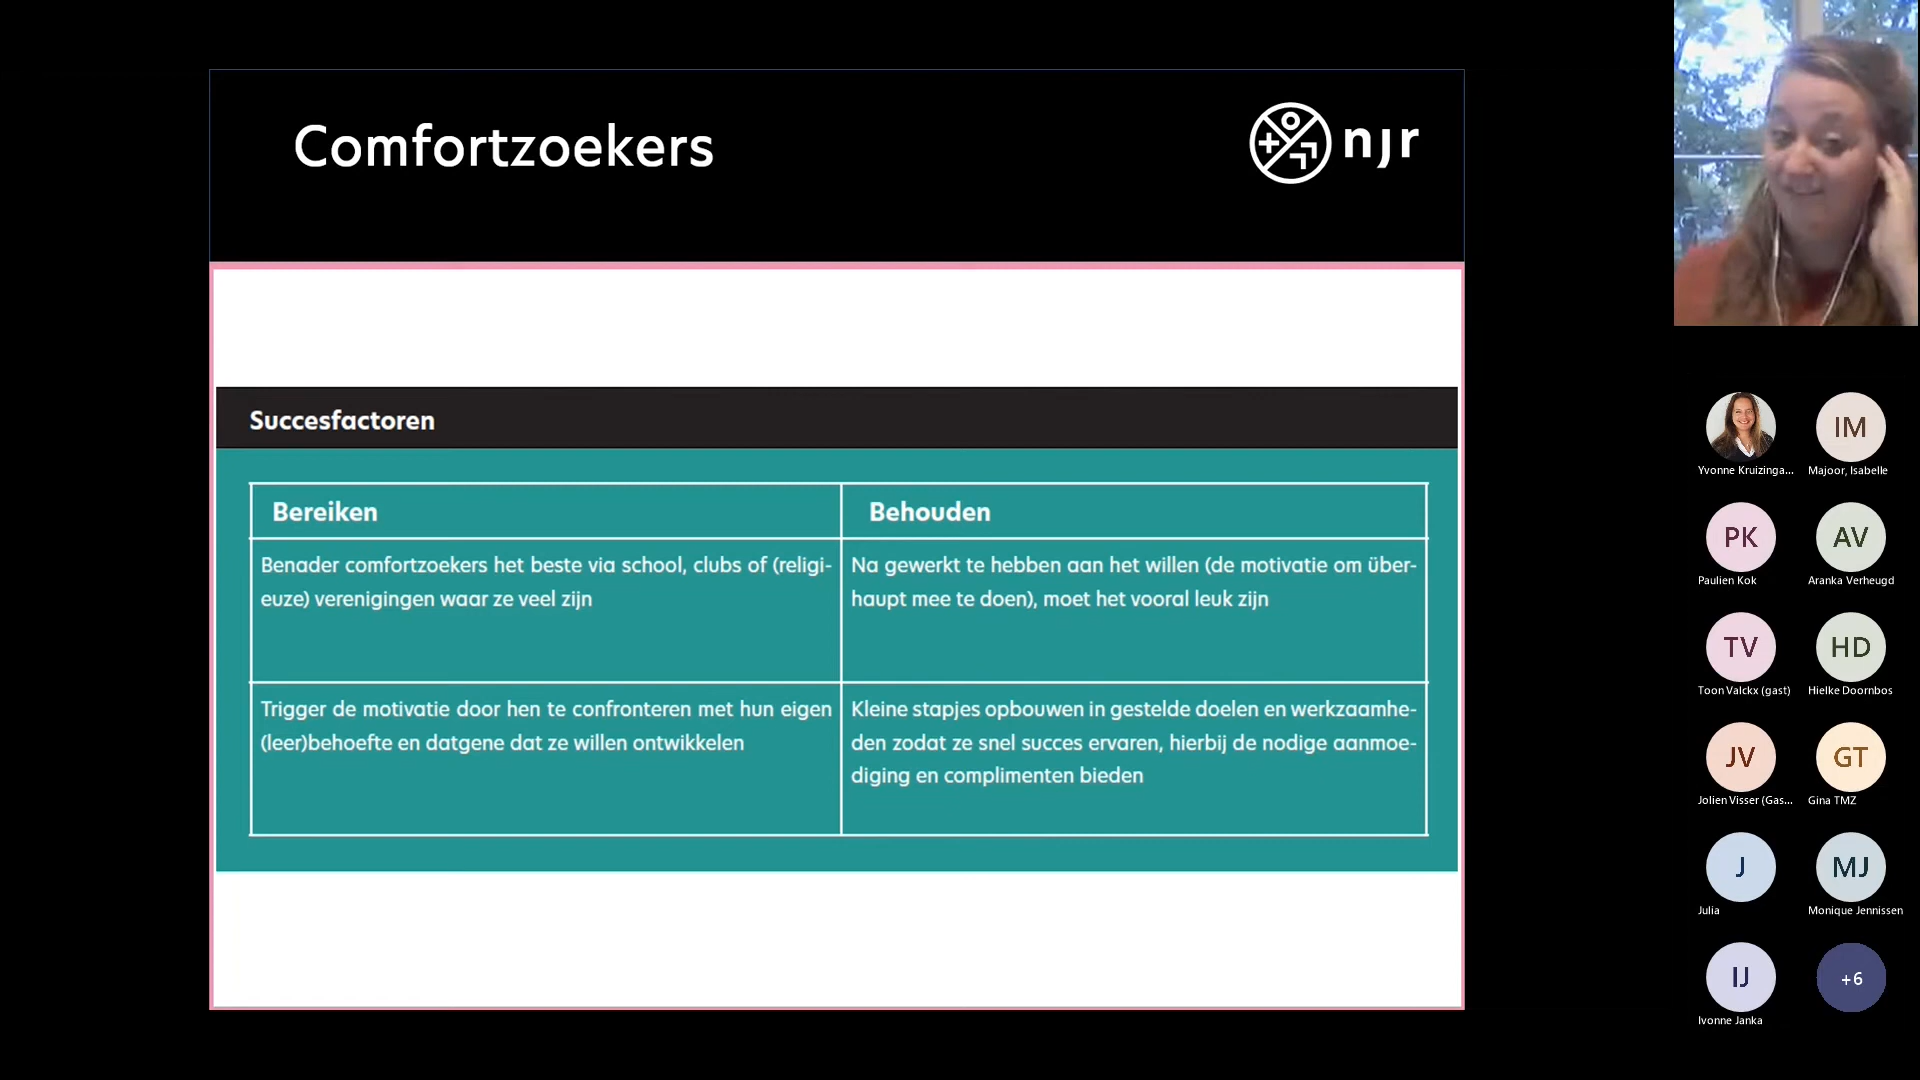 Comfortzoekers
njr
Succesfactoren
Bereiken
Behouden
Benader comfortzoekers het beste via school, clubs of (religi-
euze) verenigingen waar ze veel zijn
Na gewerkt te hebben aan het willen (de motivatie om über-
haupt mee te doen), moet het vooral leuk zijn
Trigger de motivatie door hen te confronteren met hun eigen
(leer)behoefte en datgene dat ze willen ontwikkelen
Kleine stapjes opbouwen in gestelde doelen en werkzaamhe-
den zodat ze snel succes ervaren, hierbij de nodige aanmoe-
diging en complimenten bieden
Yvonne Kruizinga...
IM
Majoor, Isabelle
PK
Paulien Kok
AV
Aranka Verheugd
TV
Toon Valckx (gast)
HD
Hielke Doornbos
JV
Jolien Visser (Gas...
GT
Gina TMZ
J
Julia
MJ
Monique Jennissen
IJ
Ivonne Janka
+6